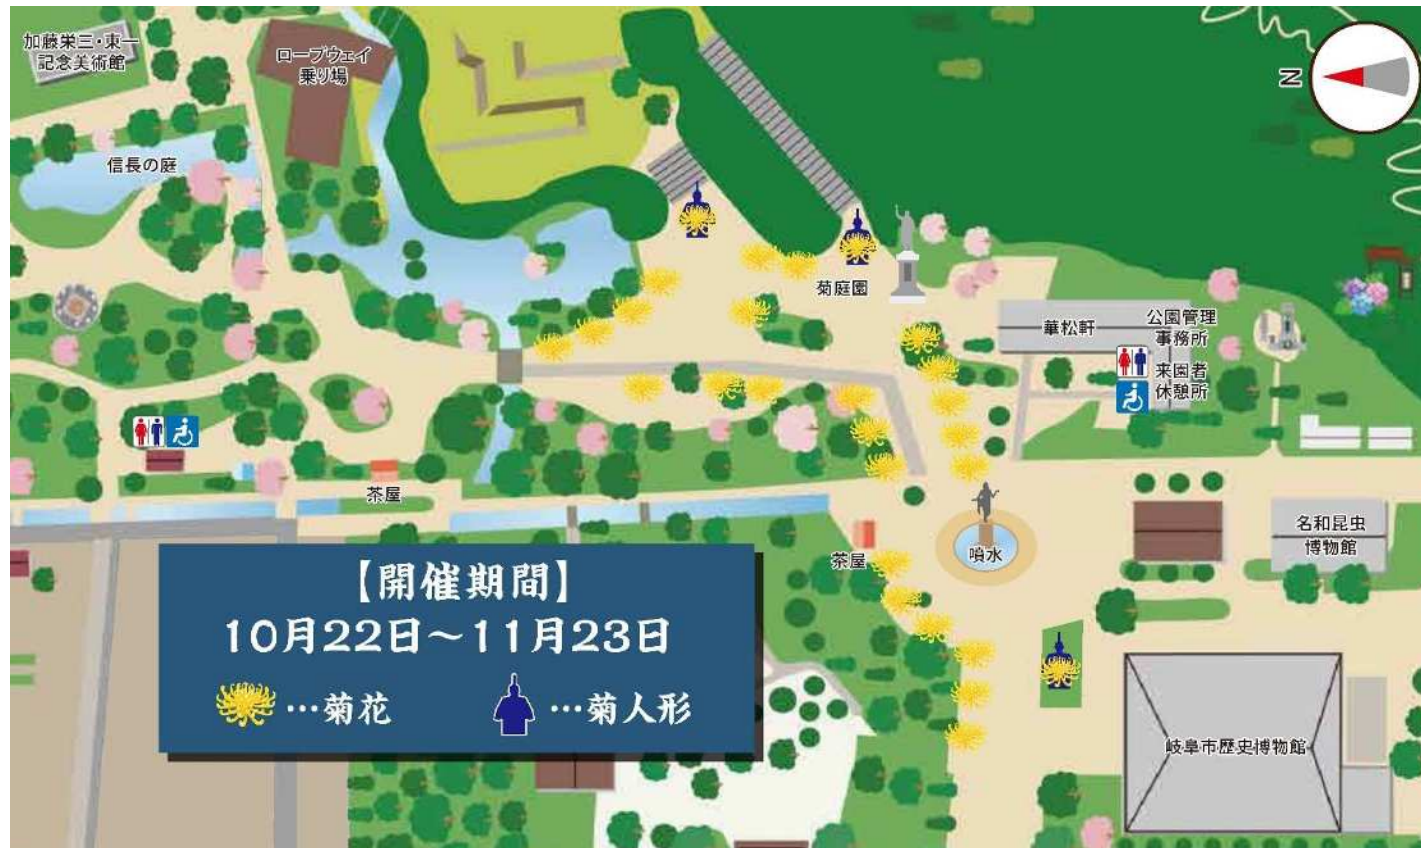 加藤栄三・東一
記念美術館
ロープウェイ
乗り場
N
信長の庭
菊庭園
華松軒
公園管理
事務所
来園者
休憩所
茶屋
名和昆虫
博物館
茶屋
噴水
【開催期間】
10月22日～11月23日
…菊花
…菊人形
岐阜市歴史博物館